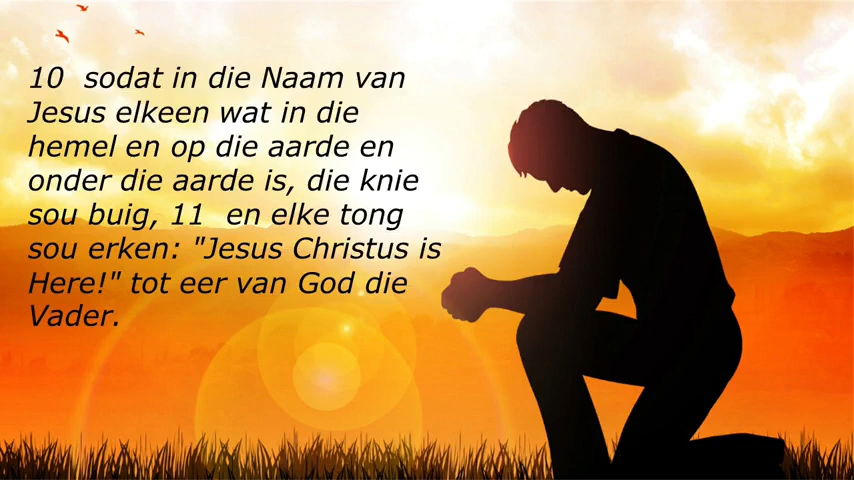 10  sodat in die Naam van
Jesus elkeen wat in die
hemel en op die aarde en
onder die aarde is, die knie
sou buig, 11  en elke tong
sou erken: "Jesus Christus is
Here!" tot eer van God die
Vader.